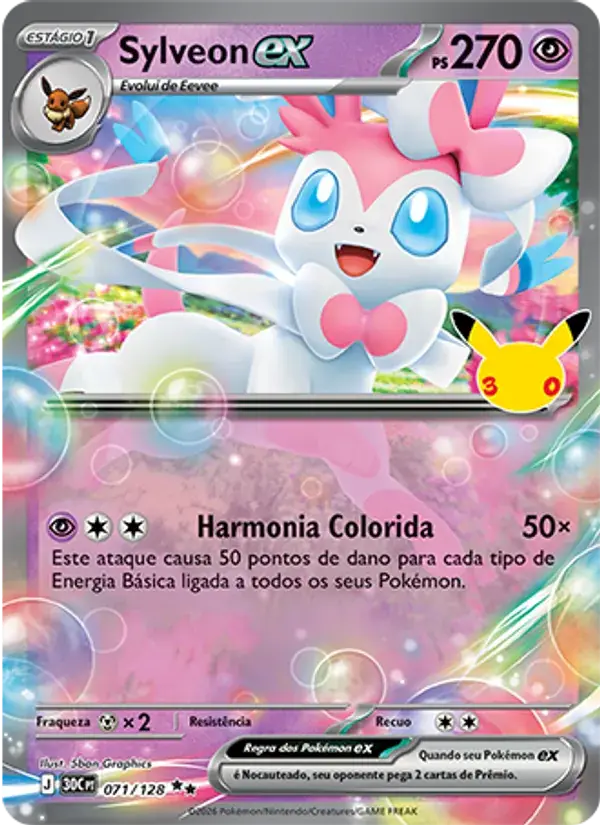 ESTÁGIO 1
Sylveon ex
PS 270
Evolui de Eevee
30
Harmonia Colorida 50×
Este ataque causa 50 pontos de dano para cada tipo de
Energia Básica ligada a todos os seus Pokémon.
Fraqueza ×2 Resistência Recuo
Illust. 5ban Graphics
Regra dos Pokémon ex Quando seu Pokémon ex
é Nocauteado, seu oponente pega 2 cartas de Prêmio.
J 30C PT 071/128
©2026 Pokémon/Nintendo/Creatures/GAME FREAK